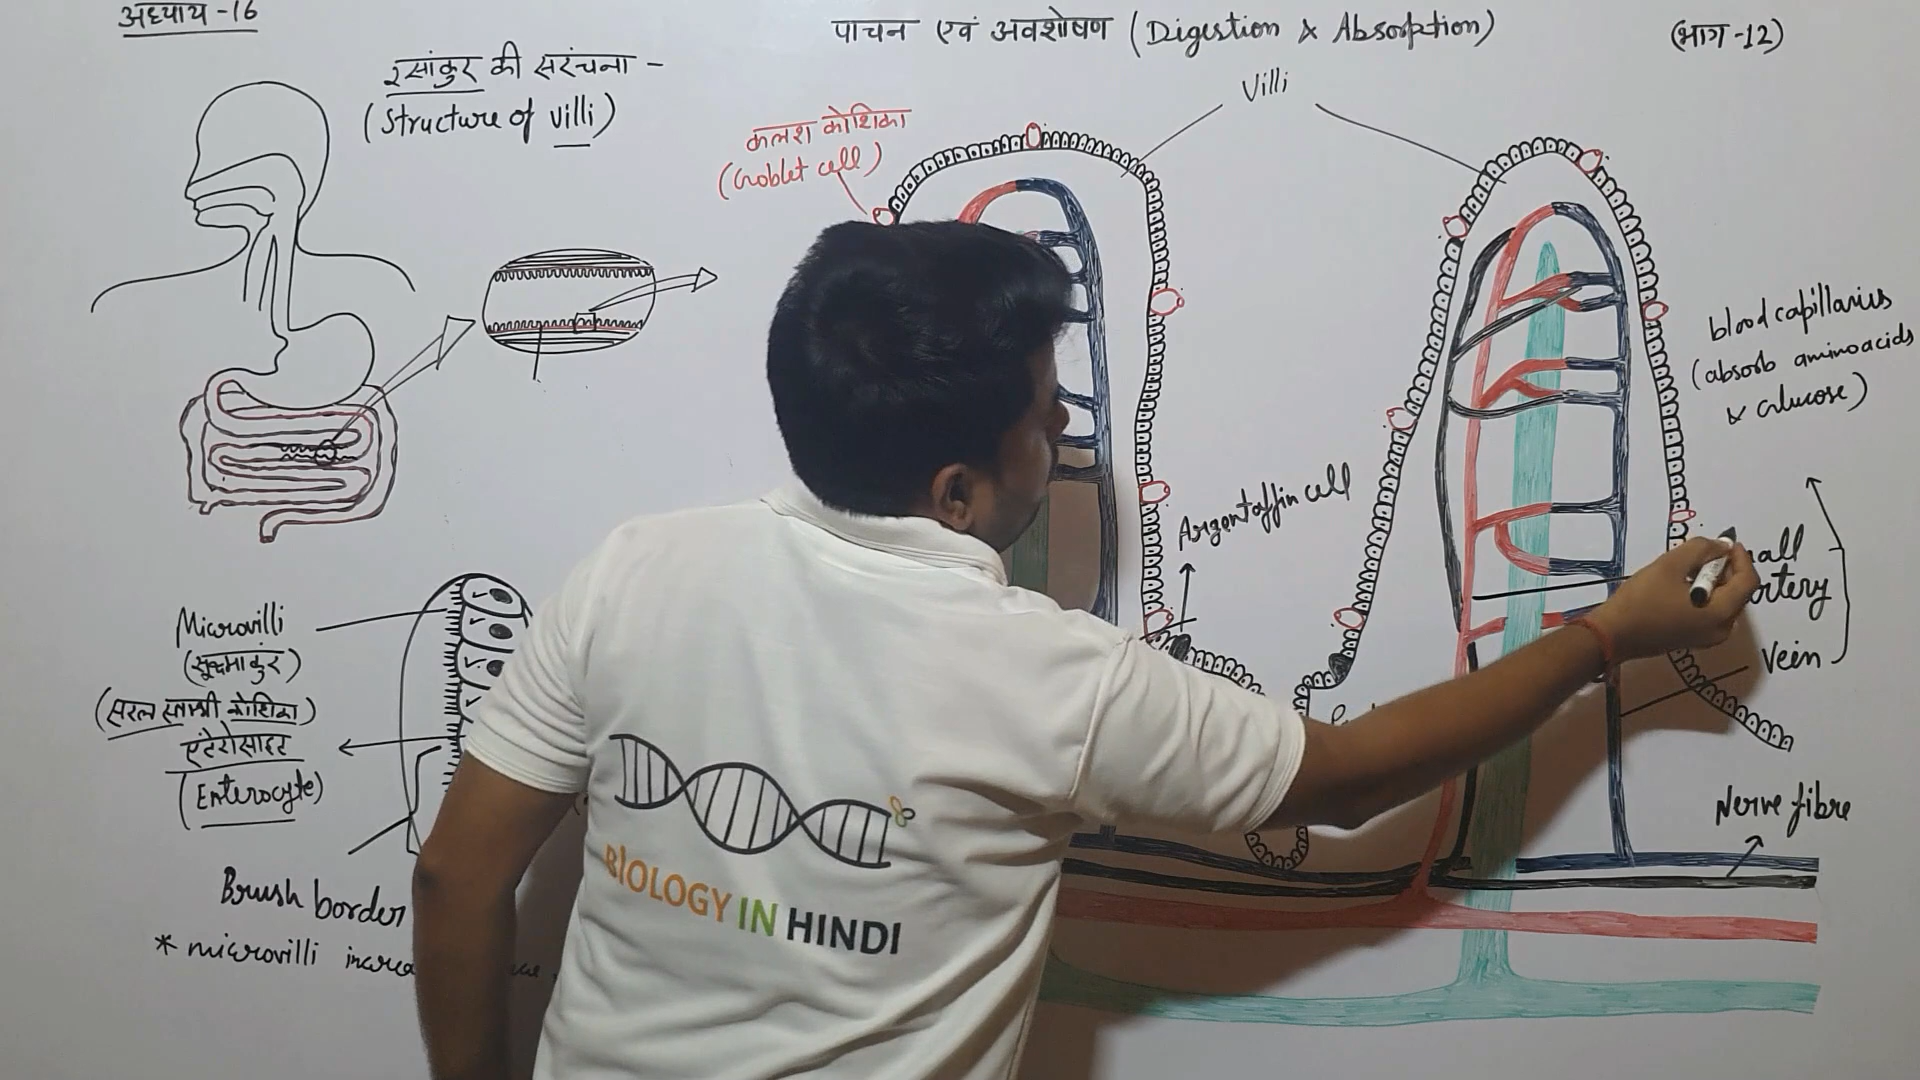 अध्याय -16
पाचन एवं अवशोषण (Digestion & Absorption)
(भाग -12)
रसांकुर की सरंचना -
(Structure of villi)
Villi
कलश कोशिका
(Goblet cell)
blood capillaries
(absorb aminoacids
& Glucose)
Argentaffin cell
vein
Nerve fibre
Microvilli
(सूक्ष्मांकुर)
(सरल स्तम्भी कोशिका)
एंटेरोसाइट
(Enterocyte)
Brush border
* microvilli
BIOLOGY IN HINDI